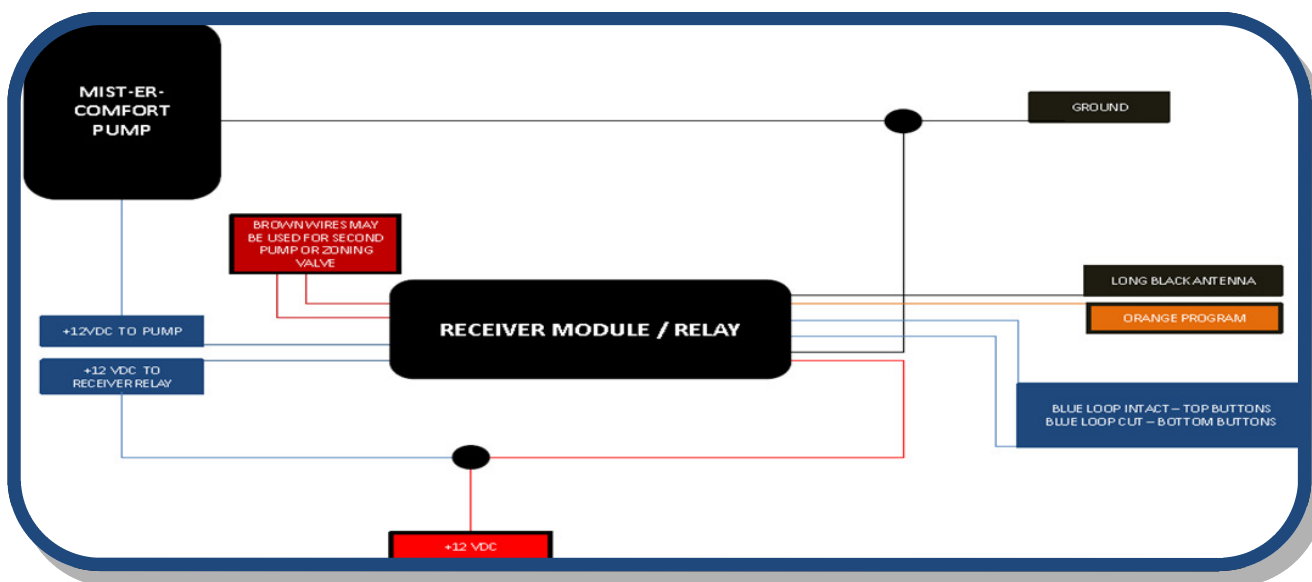 MIST-ER-
COMFORT
PUMP
GROUND
BROWN WIRES MAY
BE USED FOR SECOND
PUMP OR ZONING
VALVE
LONG BLACK ANTENNA
ORANGE PROGRAM
+12VDC TO PUMP
RECEIVER MODULE / RELAY
+12 VDC TO
RECEIVER RELAY
BLUE LOOP INTACT – TOP BUTTONS
BLUE LOOP CUT – BOTTOM BUTTONS
+12 VDC